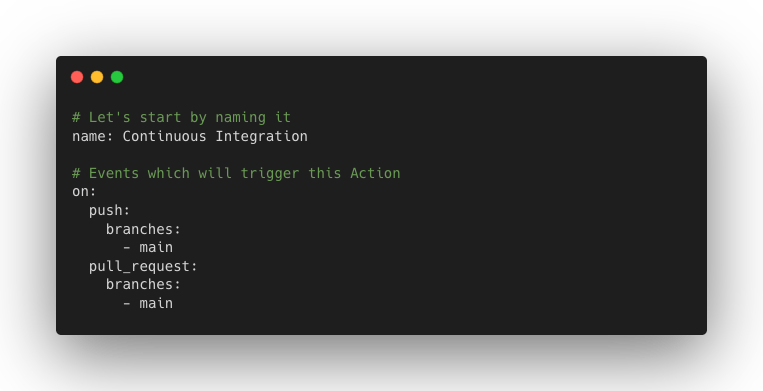 # Let's start by naming it
name: Continuous Integration

# Events which will trigger this Action
on:
  push:
    branches:
      - main
  pull_request:
    branches:
      - main